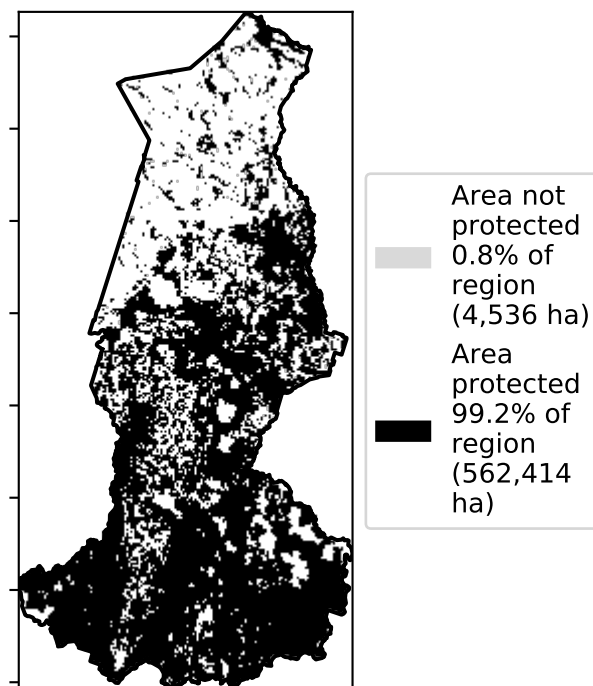 Area not
protected
0.8% of
region
(4,536 ha)
Area
protected
99.2% of
region
(562,414
ha)